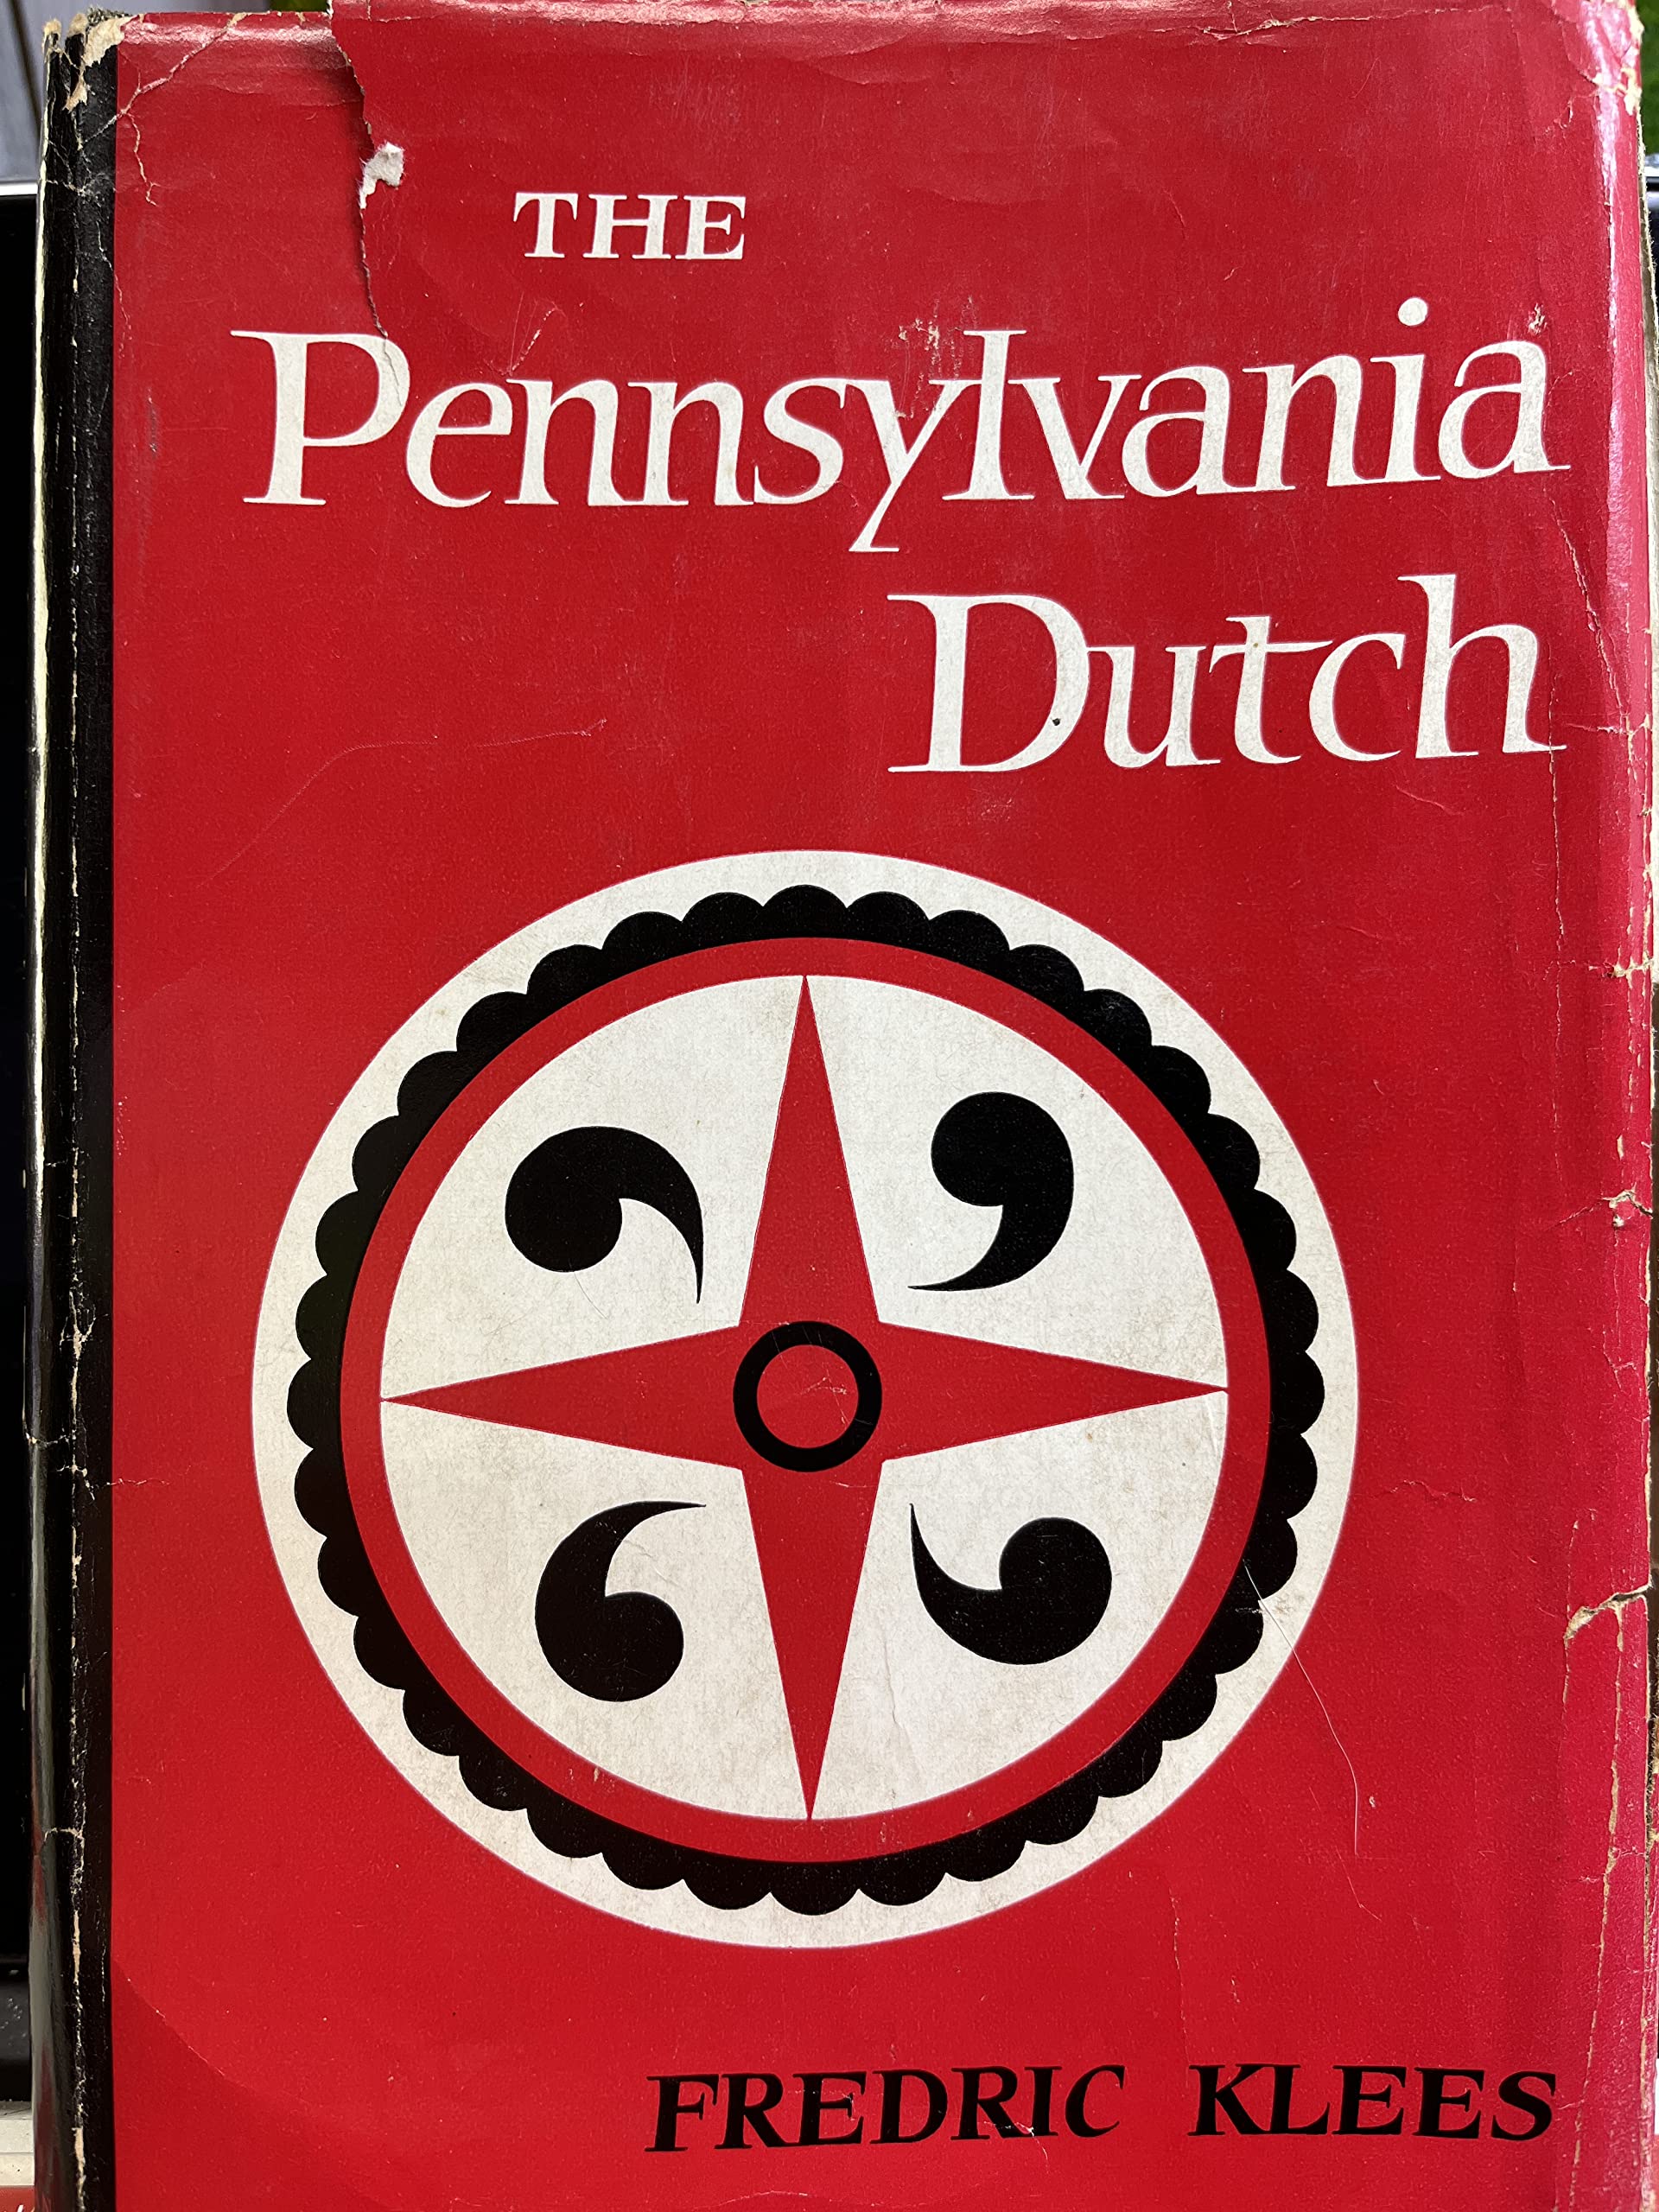 THE
Pennsylvania
Dutch
FREDRIC KLEES